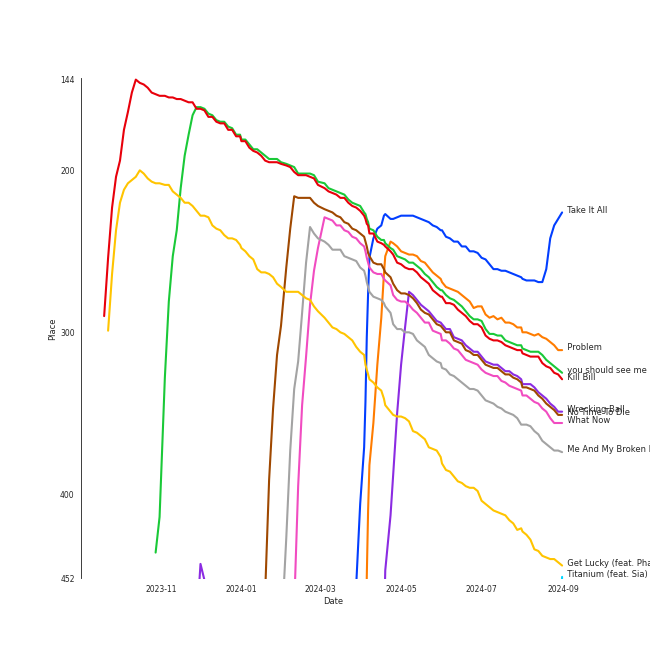 144
200
300
400
452
Place
2023-11
2024-01
2024-03
2024-05
2024-07
2024-09
Date
Take It All
Problem
you should see me
Kill Bill
Wrecking Ball
No Time To Die
What Now
Me And My Broken
Get Lucky (feat. Pha
Titanium (feat. Sia)